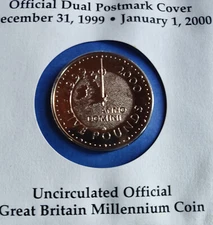 Official Dual Postmark Cover
ecember 31, 1999 • January 1, 2000
ANNO
DOMINI
POUNDS
Uncirculated Official
Great Britain Millennium Coin